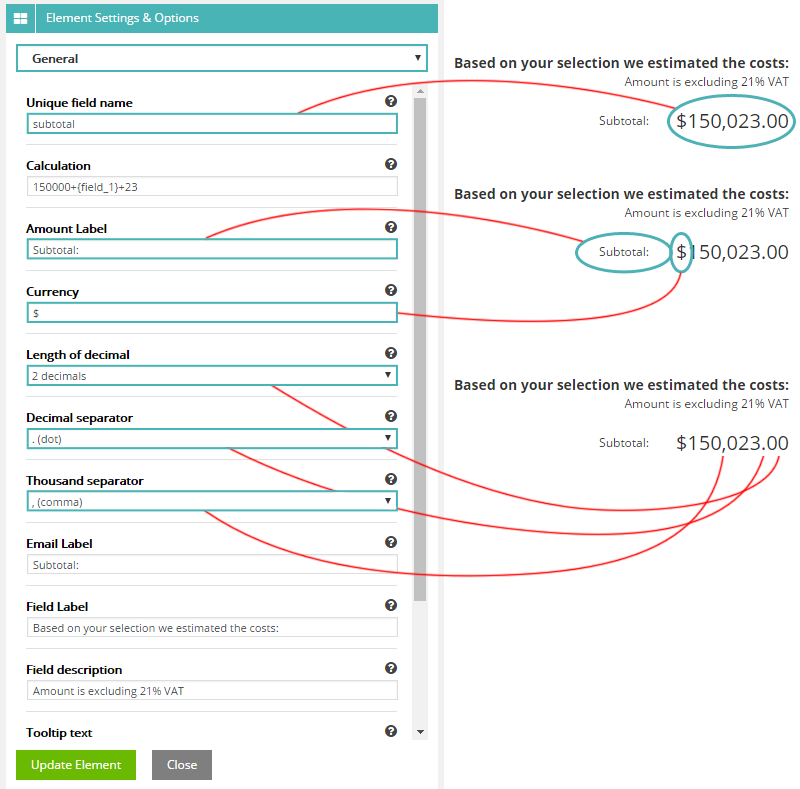 Element Settings & Options
General
Unique field name
subtotal
Calculation
150000+{field_1}+23
Amount Label
Subtotal:
Currency
$
Length of decimal
2 decimals
Decimal separator
. (dot)
Thousand separator
, (comma)
Email Label
Subtotal:
Field Label
Based on your selection we estimated the costs:
Field description
Amount is excluding 21% VAT
Tooltip text
Update Element
Close
Based on your selection we estimated the costs:
Amount is excluding 21% VAT
Subtotal: $150,023.00
Based on your selection we estimated the costs:
Amount is excluding 21% VAT
Subtotal: $150,023.00
Based on your selection we estimated the costs:
Amount is excluding 21% VAT
Subtotal: $150,023.00